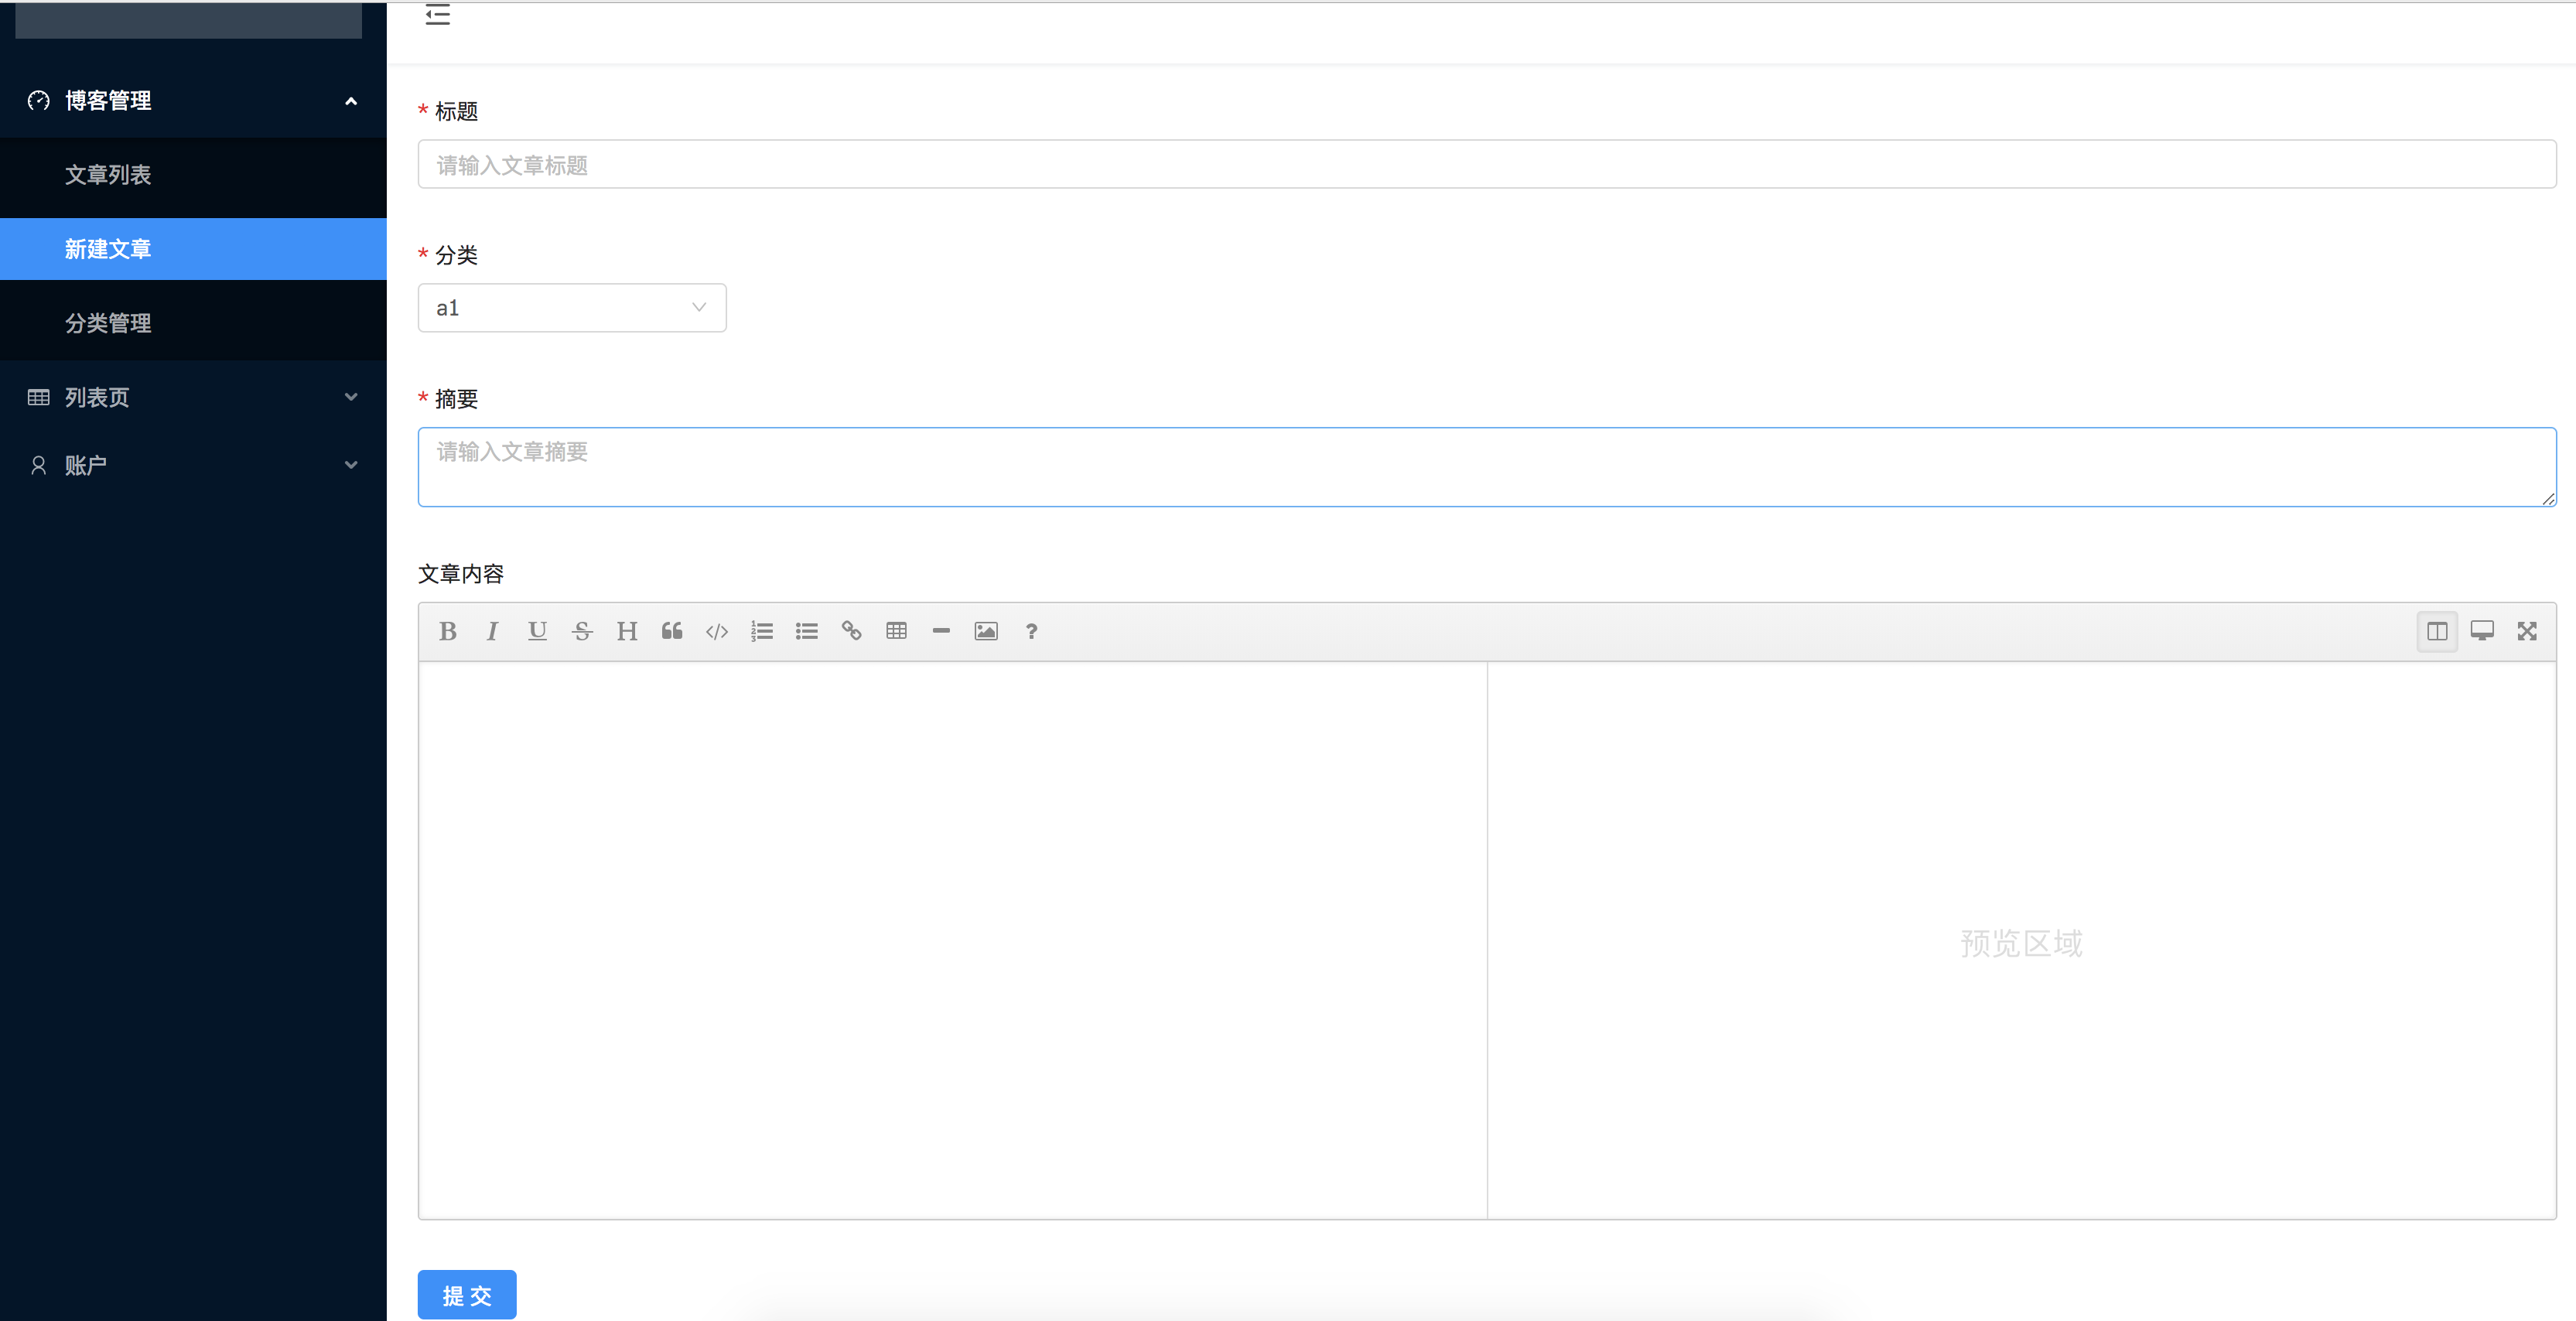 博客管理
文章列表
新建文章
分类管理
列表页
账户
* 标题
请输入文章标题
* 分类
a1
* 摘要
请输入文章摘要
文章内容
B I U S H </> ?
预览区域
提 交